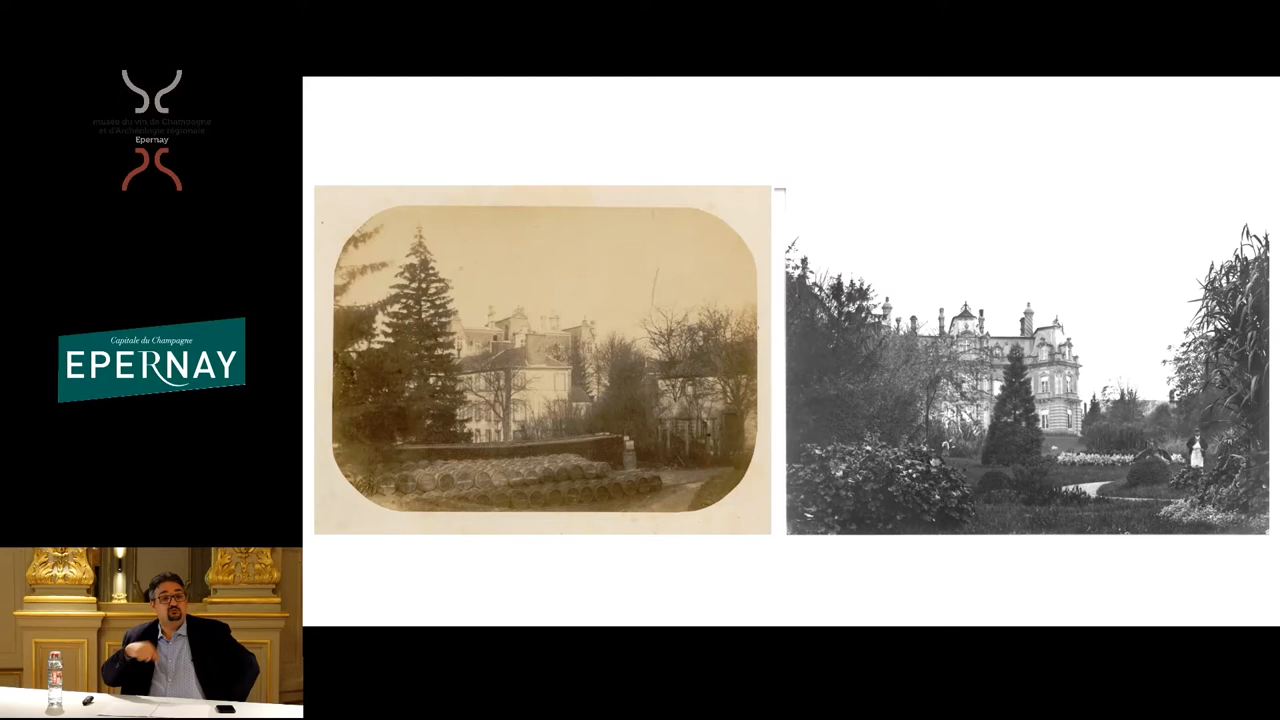 musée du vin de Champagne
et d'Archéologie régionale
Epernay
Capitale du Champagne
EPERNAY